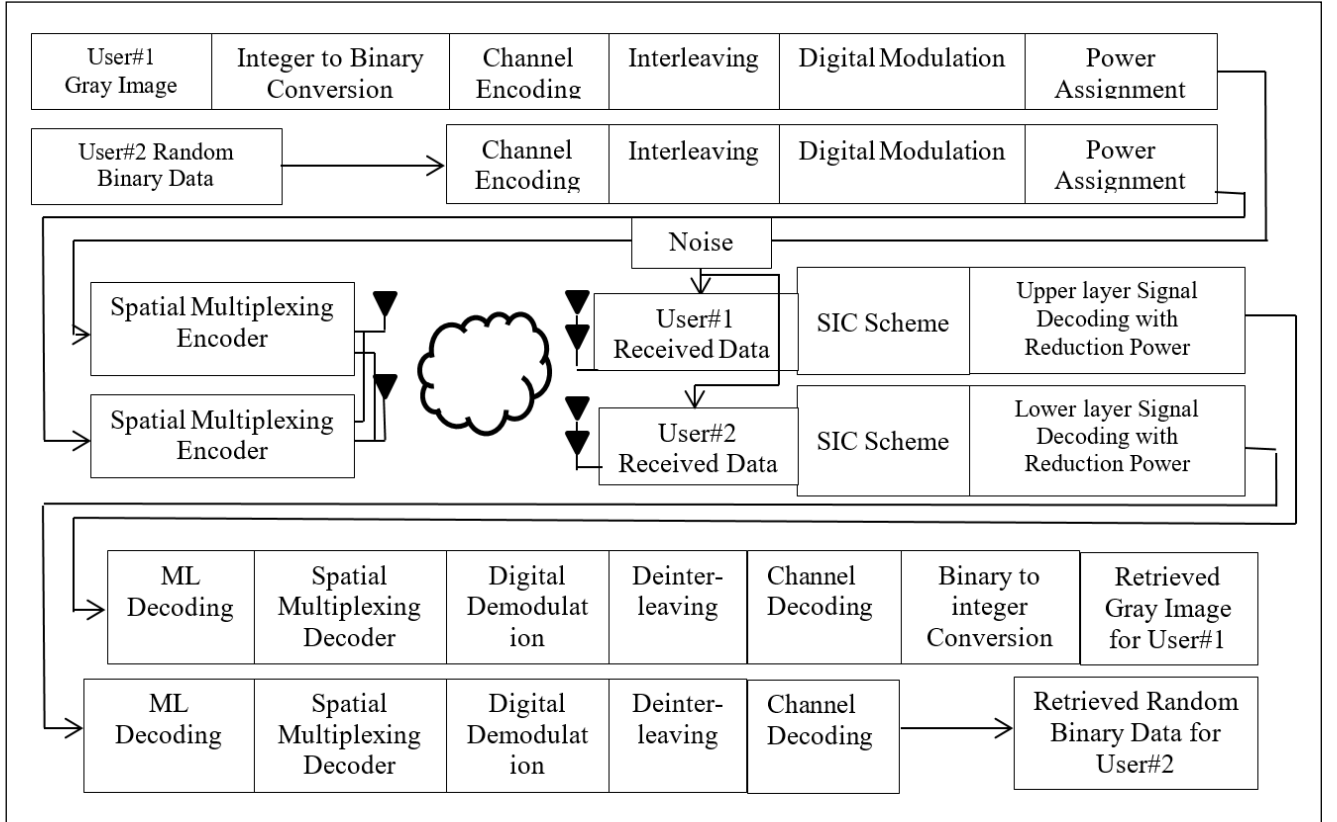 User#1
Gray Image
Integer to Binary
Conversion
Channel
Encoding
Interleaving
Digital Modulation
Power
Assignment
User#2 Random
Binary Data
Channel
Encoding
Interleaving
Digital Modulation
Power
Assignment
Noise
Spatial Multiplexing
Encoder
User#1
Received Data
SIC Scheme
Upper layer Signal
Decoding with
Reduction Power
Spatial Multiplexing
Encoder
User#2
Received Data
SIC Scheme
Lower layer Signal
Decoding with
Reduction Power
ML
Decoding
Spatial
Multiplexing
Decoder
Digital
Demodulat
ion
Deinter-
leaving
Channel
Decoding
Binary to
integer
Conversion
Retrieved
Gray Image
for User#1
ML
Decoding
Spatial
Multiplexing
Decoder
Digital
Demodulat
ion
Deinter-
leaving
Channel
Decoding
Retrieved Random
Binary Data for
User#2